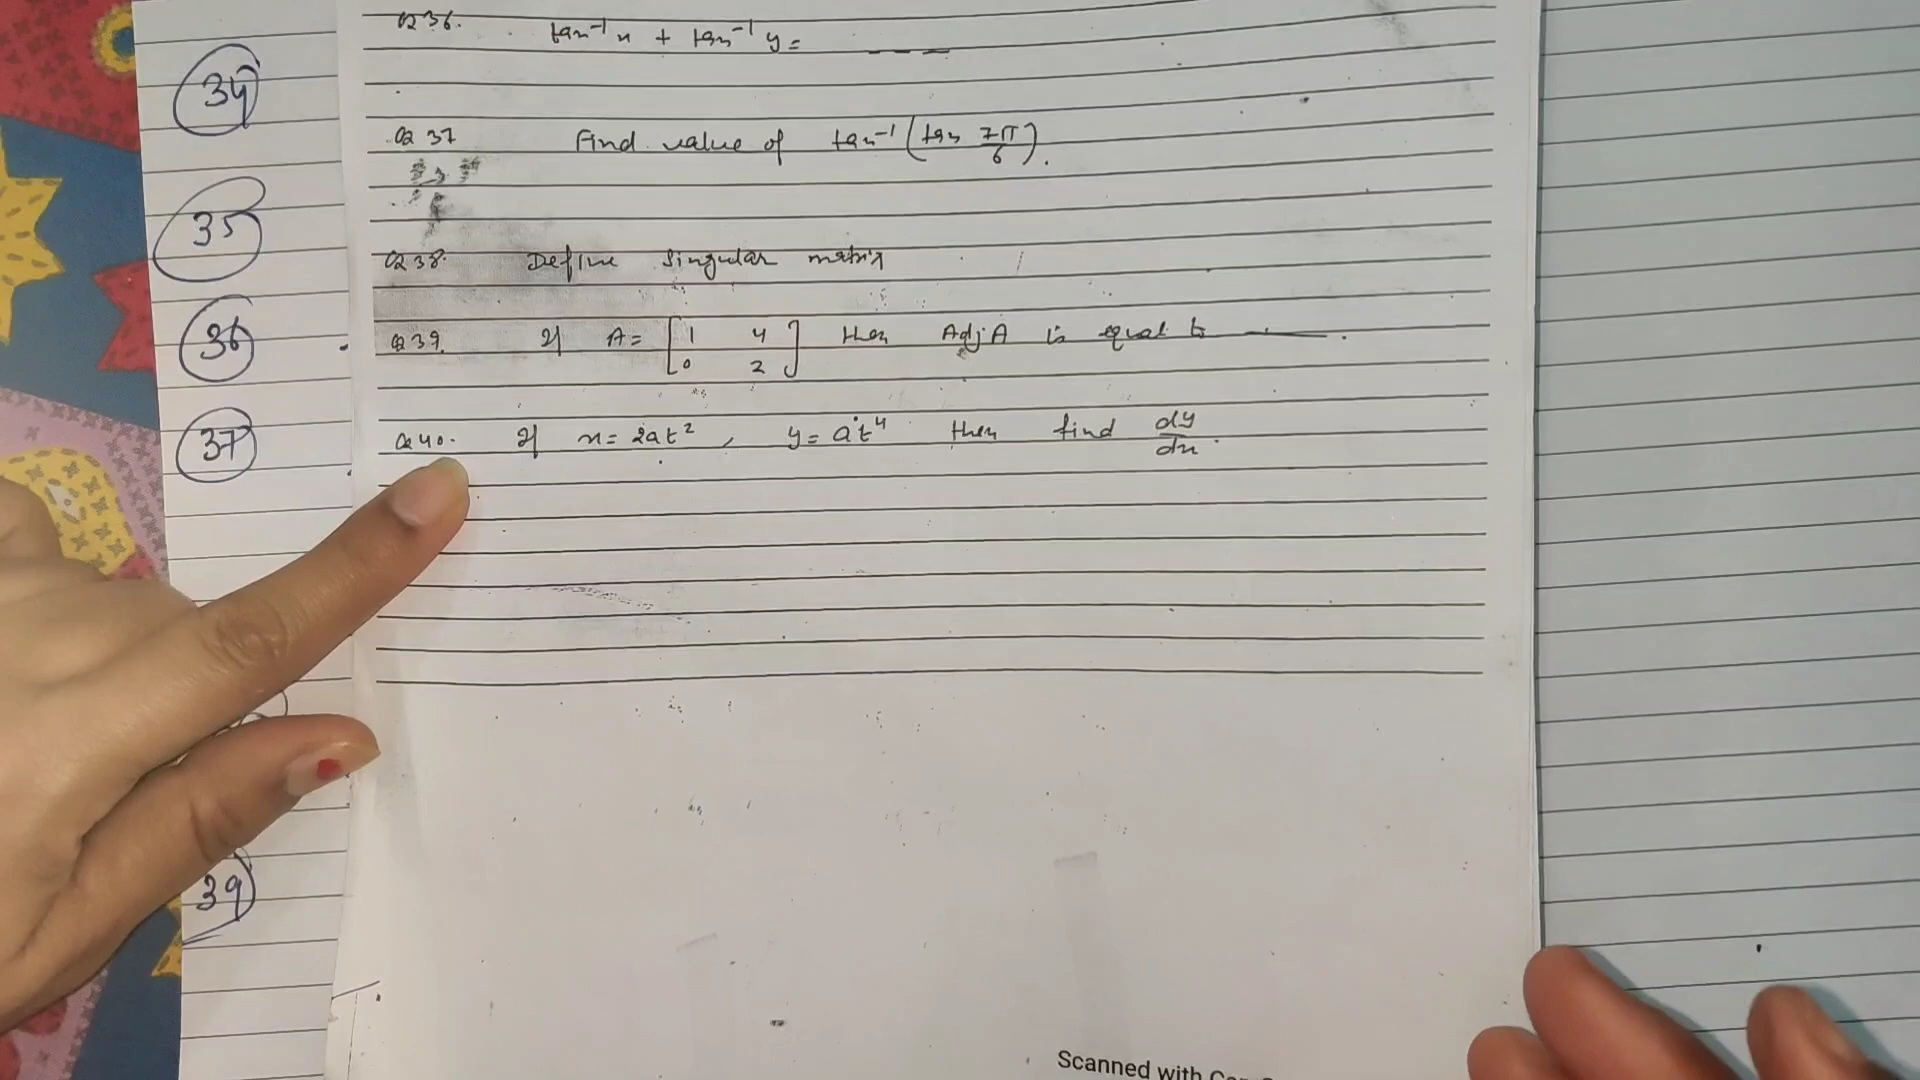 34
35
36
37
39
Q36. tan⁻¹x + tan⁻¹y = ---
Q37 Find value of tan⁻¹(tan 7π/6).
Q38. Define Singular matrix
Q39. If A = [1 4
0 2] then Adj A is equal to —.
Q40. If x = 2at², y = at⁴ then find dy/dx.
Scanned with